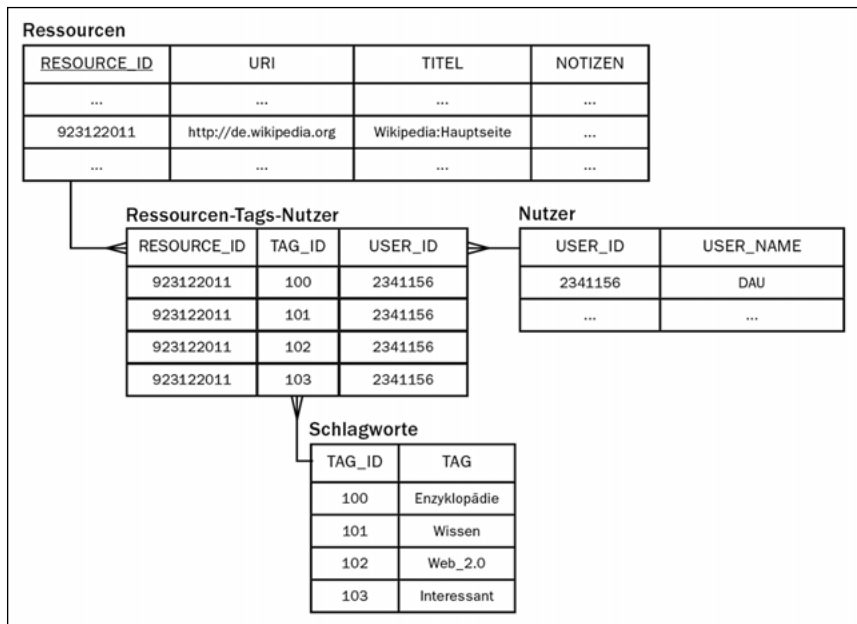 Ressourcen
RESOURCE_ID URI TITEL NOTIZEN
... ... ... ...
923122011 http://de.wikipedia.org Wikipedia:Hauptseite ...
... ... ... ...
Ressourcen-Tags-Nutzer
RESOURCE_ID TAG_ID USER_ID
923122011 100 2341156
923122011 101 2341156
923122011 102 2341156
923122011 103 2341156
Nutzer
USER_ID USER_NAME
2341156 DAU
... ...
Schlagworte
TAG_ID TAG
100 Enzyklopädie
101 Wissen
102 Web_2.0
103 Interessant